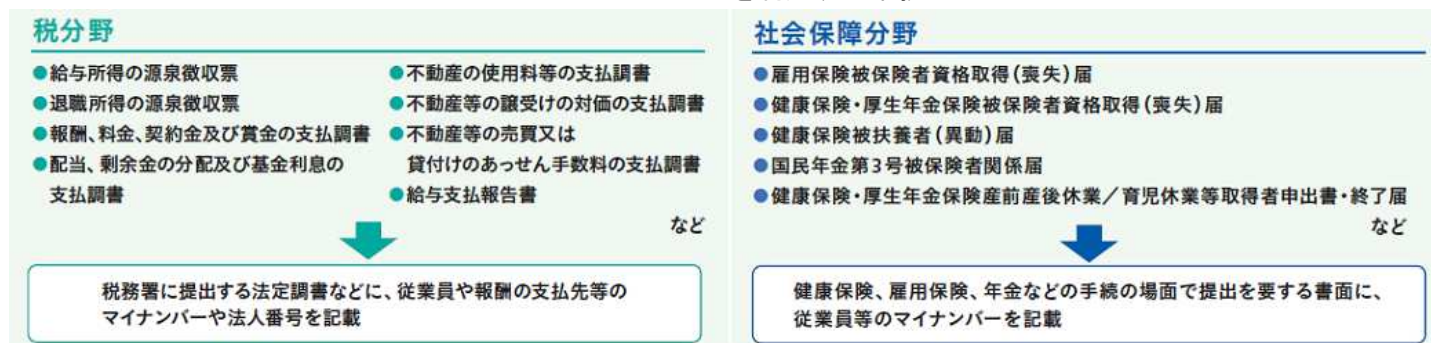 税分野
●給与所得の源泉徴収票
●退職所得の源泉徴収票
●報酬、料金、契約金及び賞金の支払調書
●配当、剰余金の分配及び基金利息の
支払調書
●不動産の使用料等の支払調書
●不動産等の譲受けの対価の支払調書
●不動産等の売買又は
貸付けのあっせん手数料の支払調書
●給与支払報告書
など
税務署に提出する法定調書などに、従業員や報酬の支払先等の
マイナンバーや法人番号を記載
社会保障分野
●雇用保険被保険者資格取得(喪失)届
●健康保険・厚生年金保険被保険者資格取得(喪失)届
●健康保険被扶養者(異動)届
●国民年金第3号被保険者関係届
●健康保険・厚生年金保険産前産後休業/育児休業等取得者申出書・終了届
など
健康保険、雇用保険、年金などの手続の場面で提出を要する書面に、
従業員等のマイナンバーを記載